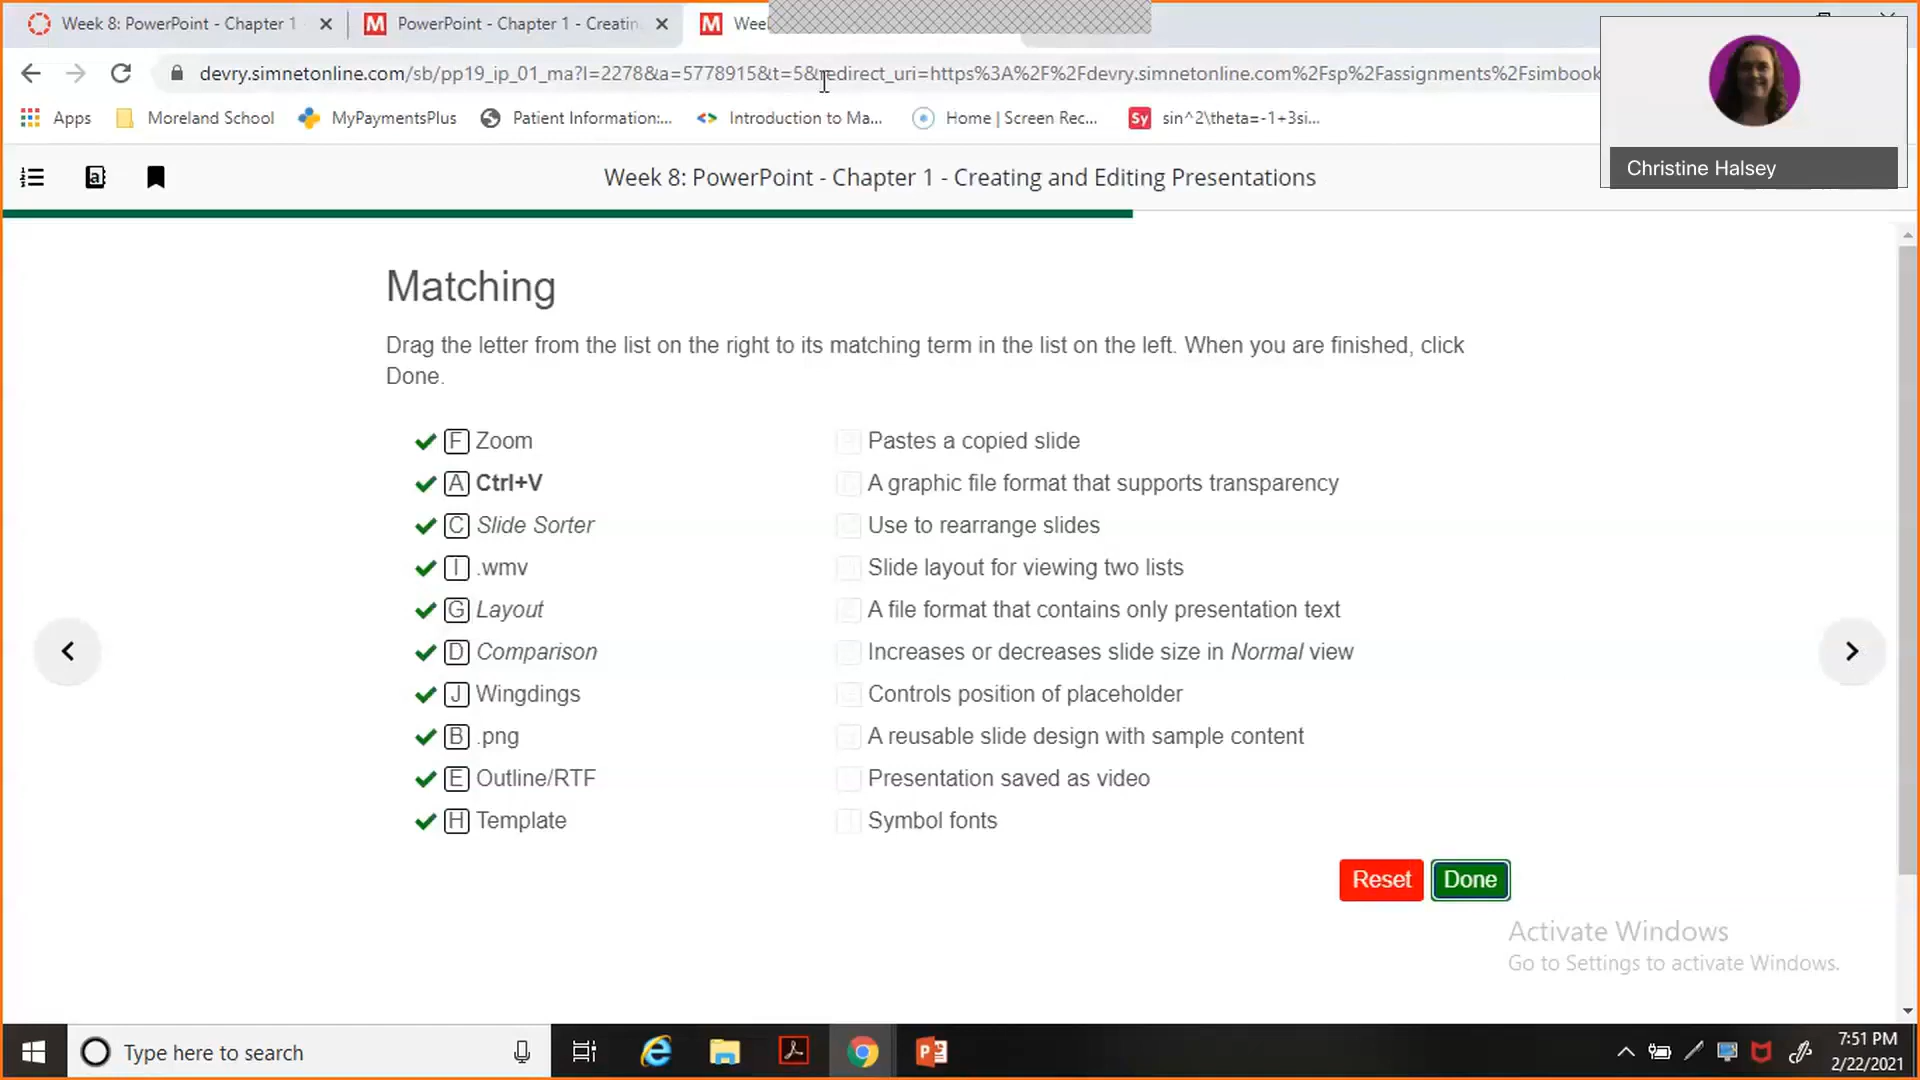 Week 8: PowerPoint - Chapter 1
PowerPoint - Chapter 1 - Creatin
Wee
devry.simnetonline.com/sb/pp19_ip_01_ma?l=2278&a=5778915&t=5&redirect_uri=https%3A%2F%2Fdevry.simnetonline.com%2Fsp%2Fassignments%2Fsimbook
Apps Moreland School MyPaymentsPlus Patient Information:... Introduction to Ma... Home | Screen Rec... Sy sin^2\theta=-1+3si...
Christine Halsey
Week 8: PowerPoint - Chapter 1 - Creating and Editing Presentations
Matching
Drag the letter from the list on the right to its matching term in the list on the left. When you are finished, click
Done.
F Zoom Pastes a copied slide
A Ctrl+V A graphic file format that supports transparency
C Slide Sorter Use to rearrange slides
I .wmv Slide layout for viewing two lists
G Layout A file format that contains only presentation text
D Comparison Increases or decreases slide size in Normal view
J Wingdings Controls position of placeholder
B .png A reusable slide design with sample content
E Outline/RTF Presentation saved as video
H Template Symbol fonts
Reset Done
Activate Windows
Go to Settings to activate Windows.
Type here to search
7:51 PM
2/22/2021